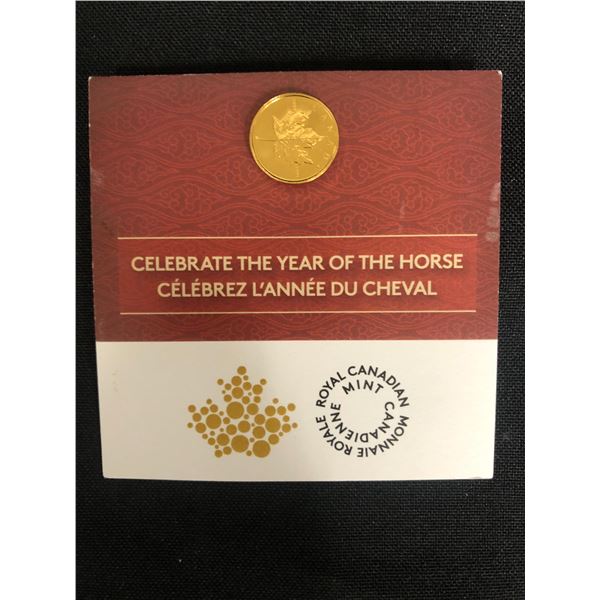 CELEBRATE THE YEAR OF THE HORSE
CÉLÉBREZ L'ANNÉE DU CHEVAL
ROYAL CANADIAN MINT
MONNAIE ROYALE CANADIENNE